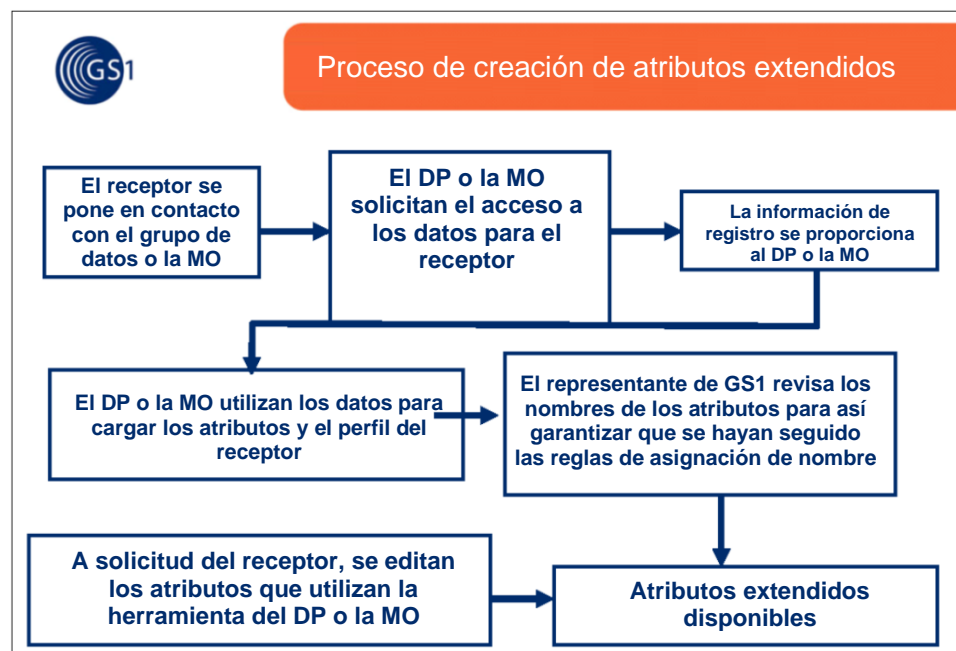 GS1
Proceso de creación de atributos extendidos
El receptor se
pone en contacto
con el grupo de
datos o la MO
El DP o la MO
solicitan el acceso a
los datos para el
receptor
La información de
registro se proporciona
al DP o la MO
El DP o la MO utilizan los datos para
cargar los atributos y el perfil del
receptor
El representante de GS1 revisa los
nombres de los atributos para así
garantizar que se hayan seguido
las reglas de asignación de nombre
A solicitud del receptor, se editan
los atributos que utilizan la
herramienta del DP o la MO
Atributos extendidos
disponibles